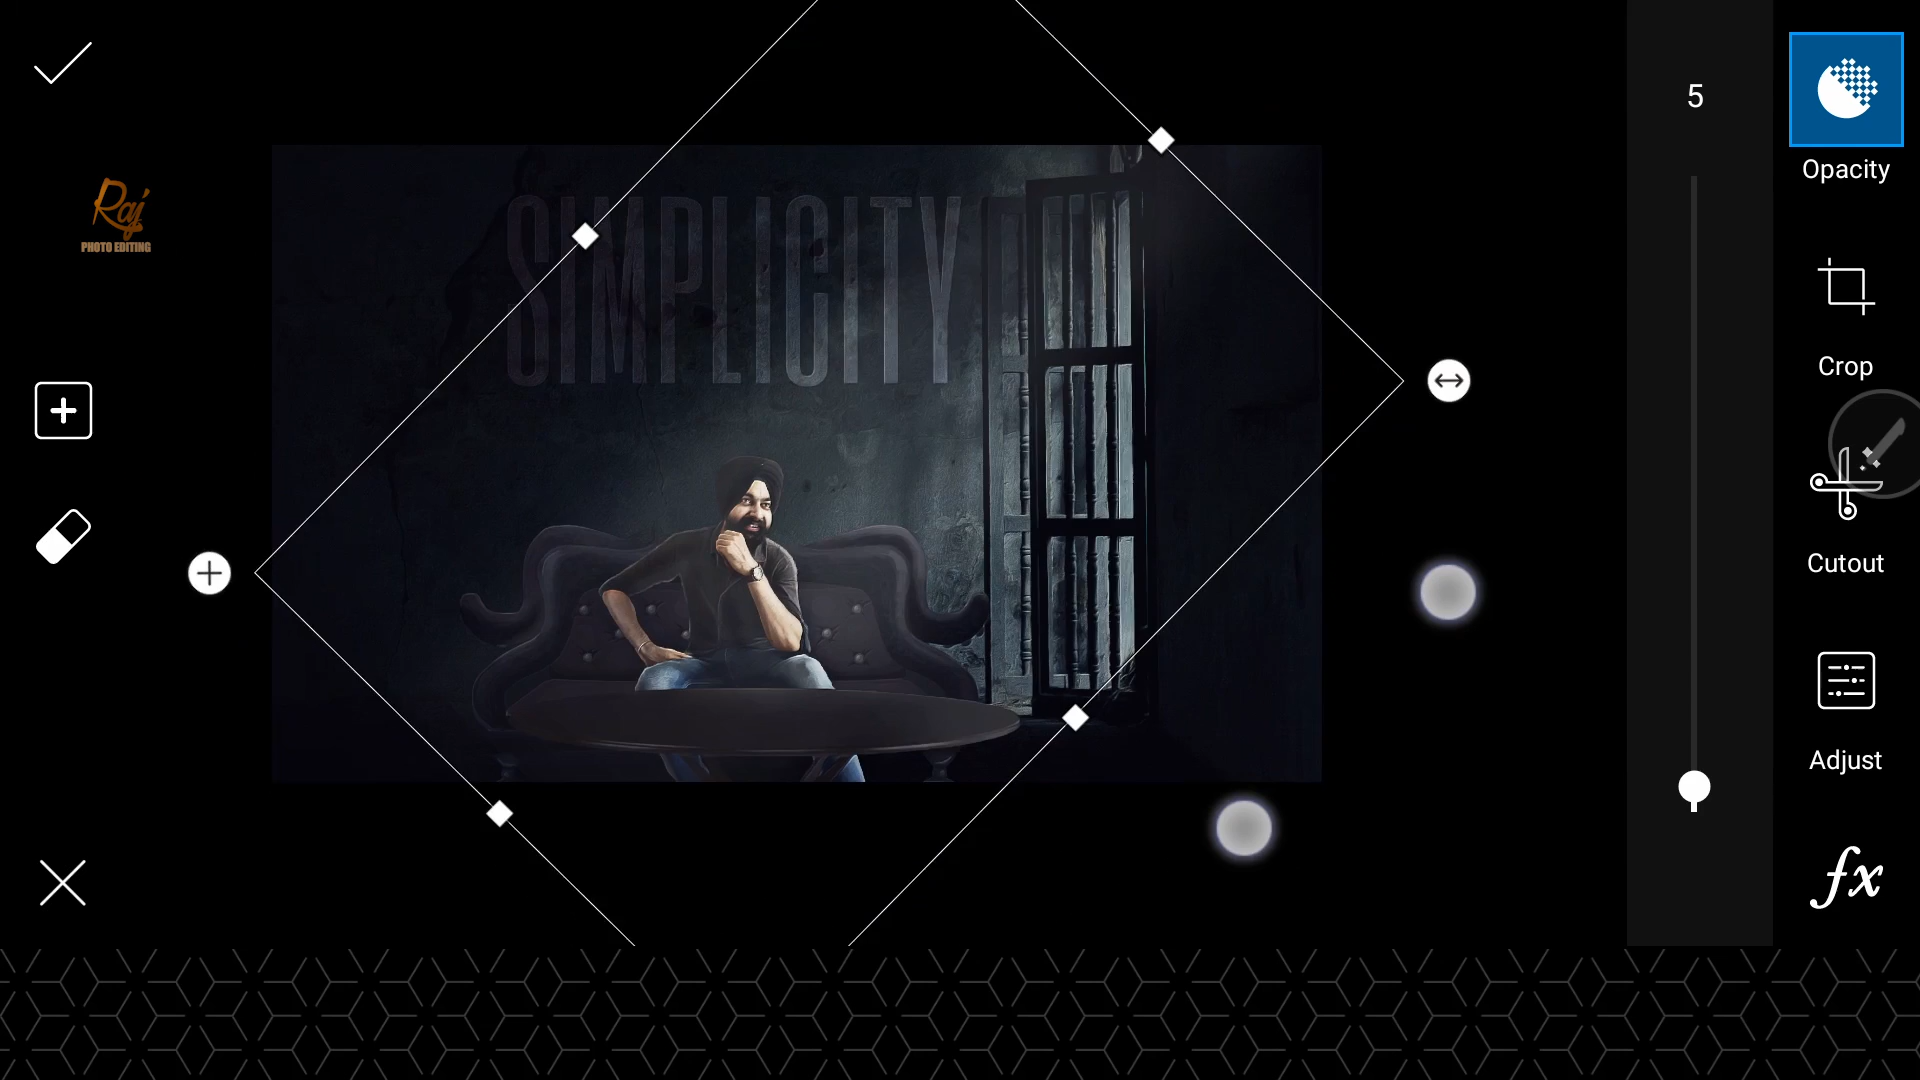 5
Opacity
Raj
PHOTO EDITING
SIMPLICITY
Crop
Cutout
Adjust
fx